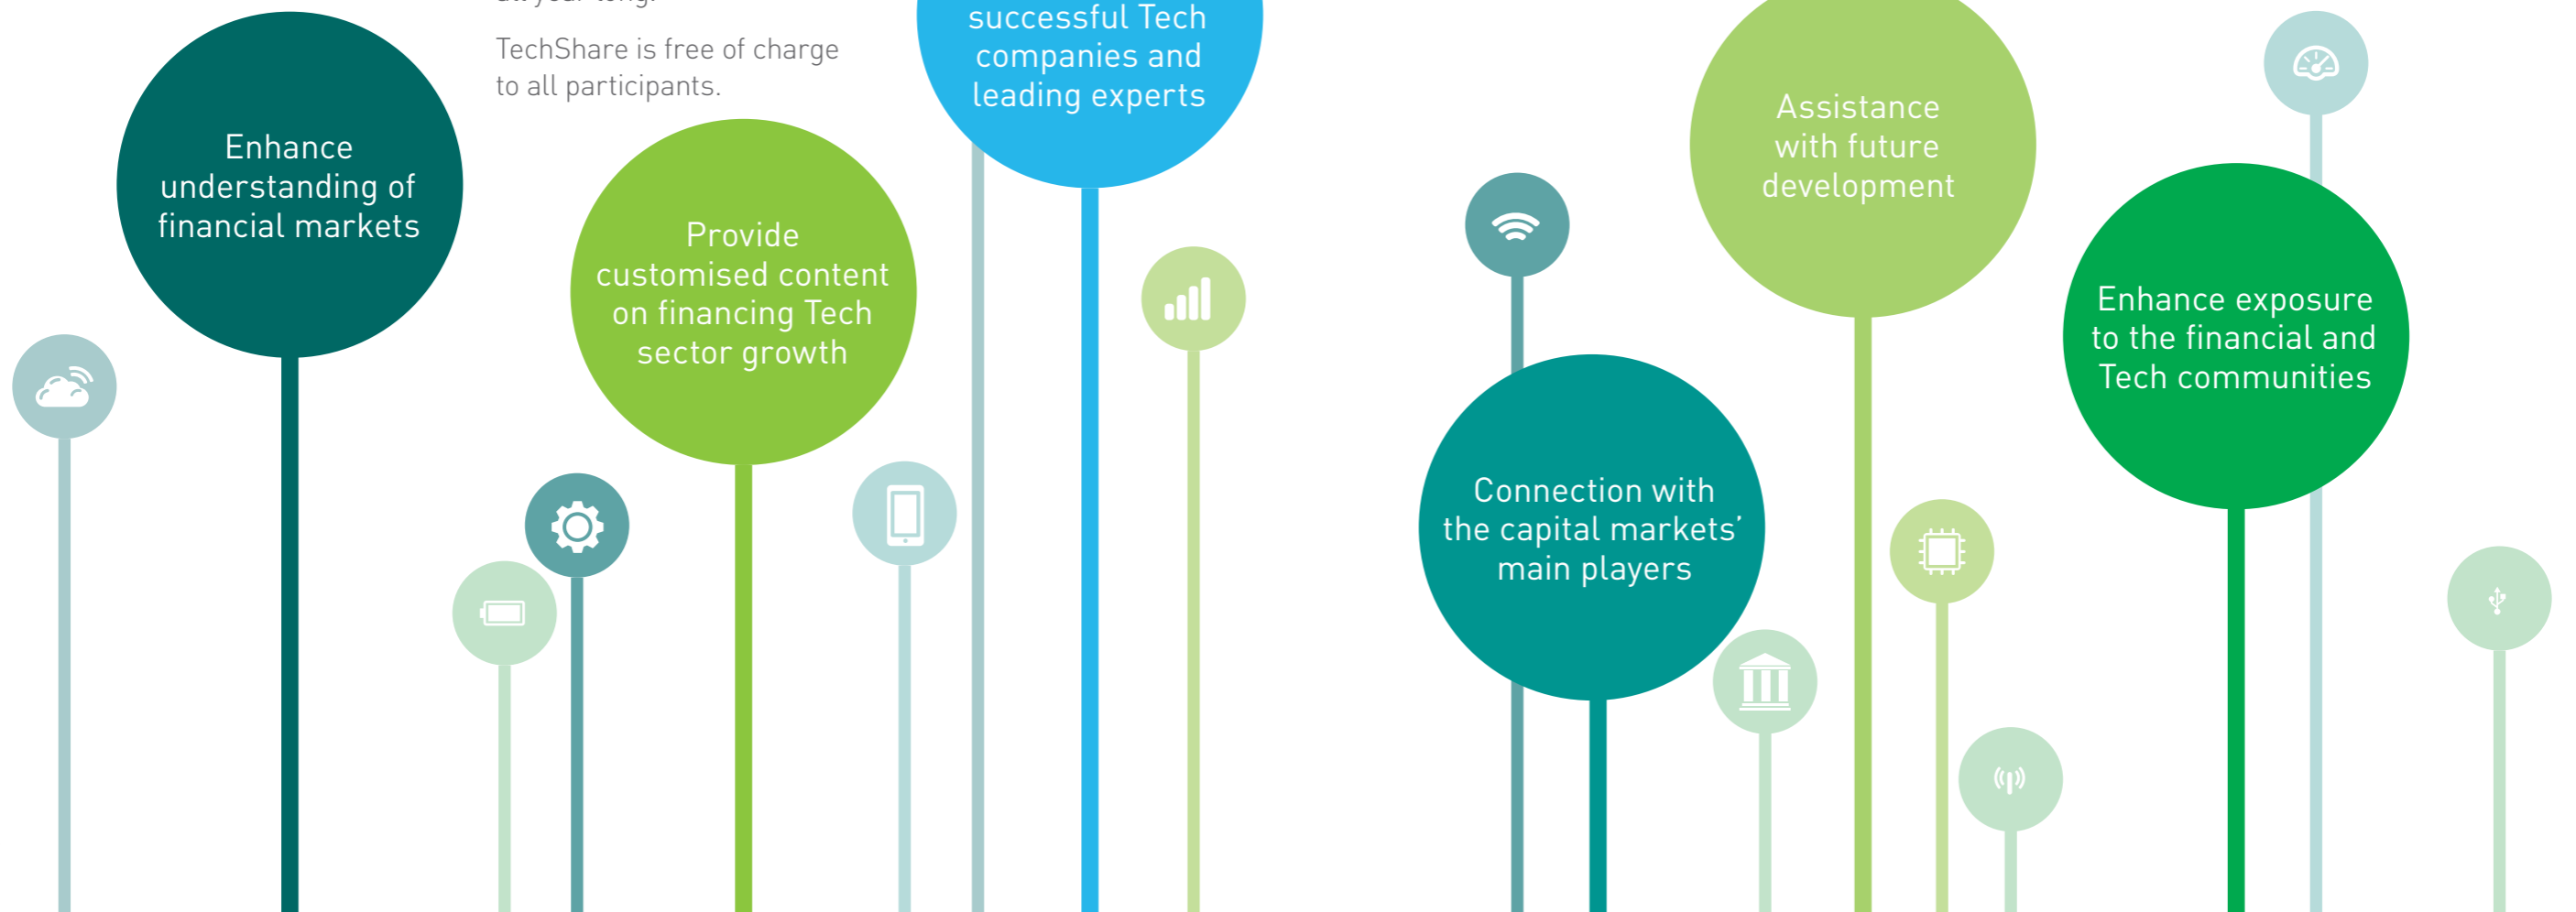 TechShare is free of charge
to all participants.
Enhance
understanding of
financial markets
Provide
customised content
on financing Tech
sector growth
successful Tech
companies and
leading experts
Connection with
the capital markets’
main players
Assistance
with future
development
Enhance exposure
to the financial and
Tech communities